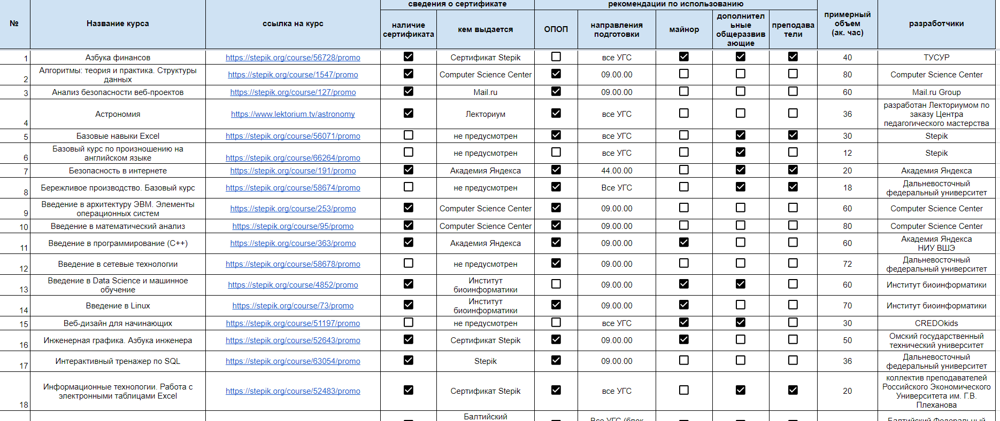 №
Название курса
ссылка на курс
сведения о сертификате
наличие
сертификата
кем выдается
рекомендации по использованию
ОПОП
направления
подготовки
майнор
дополнител
ьные
общеразвив
ающие
преподава
тели
примерный
объем
(ак. час)
разработчики
1
Азбука финансов
https://stepik.org/course/56728/promo
Сертификат Stepik
все УГС
40
ТУСУР
2
Алгоритмы: теория и практика. Структуры
данных
https://stepik.org/course/1547/promo
Computer Science Center
09.00.00
80
Computer Science Center
3
Анализ безопасности веб-проектов
https://stepik.org/course/127/promo
Mail.ru
09.00.00
60
Mail.ru Group
4
Астрономия
https://www.lektorium.tv/astronomy
Лекториум
все УГС
36
разработан Лекториумом по
заказу Центра
педагогического мастерства
5
Базовые навыки Excel
https://stepik.org/course/56071/promo
не предусмотрен
все УГС
30
Stepik
6
Базовый курс по произношению на
английском языке
https://stepik.org/course/66264/promo
не предусмотрен
все УГС
12
Stepik
7
Безопасность в интернете
https://stepik.org/course/191/promo
Академия Яндекса
44.00.00
20
Академия Яндекса
8
Бережливое производство. Базовый курс
https://stepik.org/course/58674/promo
не предусмотрен
Все УГС
18
Дальневосточный
федеральный университет
9
Введение в архитектуру ЭВМ. Элементы
операционных систем
https://stepik.org/course/253/promo
Computer Science Center
09.00.00
60
Computer Science Center
10
Введение в математический анализ
https://stepik.org/course/95/promo
Computer Science Center
09.00.00
80
Computer Science Center
11
Введение в программирование (C++)
https://stepik.org/course/363/promo
Академия Яндекса
09.00.00
60
Академия Яндекса
НИУ ВШЭ
12
Введение в сетевые технологии
https://stepik.org/course/58678/promo
не предусмотрен
09.00.00
72
Дальневосточный
федеральный университет
13
Введение в Data Science и машинное
обучение
https://stepik.org/course/4852/promo
Институт
биоинформатики
09.00.00
60
Институт биоинформатики
14
Введение в Linux
https://stepik.org/course/73/promo
Институт
биоинформатики
09.00.00
70
Институт биоинформатики
15
Веб-дизайн для начинающих
https://stepik.org/course/51197/promo
не предусмотрен
все УГС
30
CREDOkids
16
Инженерная графика. Азбука инженера
https://stepik.org/course/52643/promo
Сертификат Stepik
09.00.00
50
Омский государственный
технический университет
17
Интерактивный тренажер по SQL
https://stepik.org/course/63054/promo
Stepik
09.00.00
36
Дальневосточный
федеральный университет
18
Информационные технологии. Работа с
электронными таблицами Excel
https://stepik.org/course/52483/promo
Сертификат Stepik
все УГС
20
коллектив преподавателей
Российского Экономического
Университета им. Г.В.
Плеханова
Балтийский
Все УГС (блок
Балтийский Федеральный